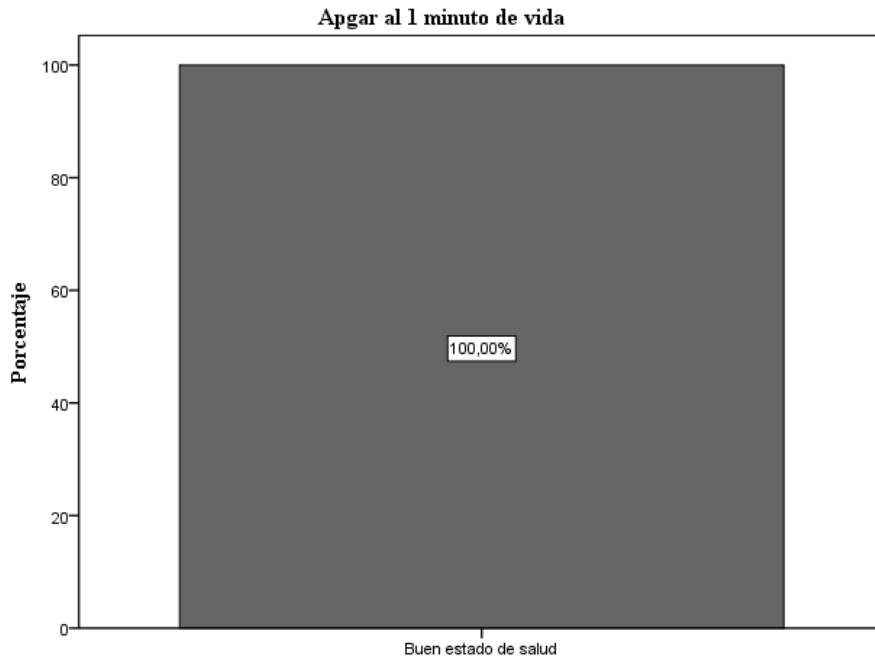 Apgar al 1 minuto de vida
Porcentaje
100
80
60
40
20
0
100,00%
Buen estado de salud